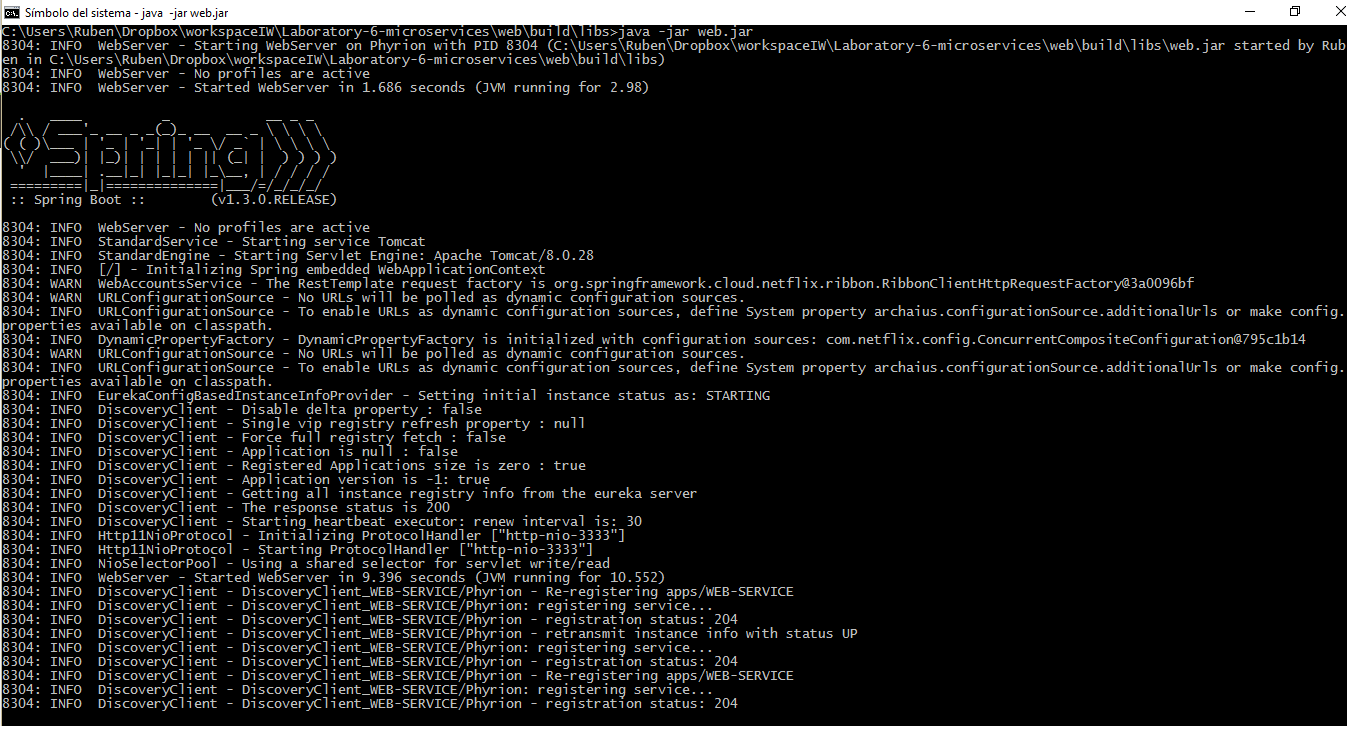 Símbolo del sistema - java  -jar web.jar
C:\Users\Ruben\Dropbox\workspaceIW\Laboratory-6-microservices\web\build\libs>java -jar web.jar
8304: INFO  WebServer - Starting WebServer on Phyrion with PID 8304 (C:\Users\Ruben\Dropbox\workspaceIW\Laboratory-6-microservices\web\build\libs\web.jar started by Rub
en in C:\Users\Ruben\Dropbox\workspaceIW\Laboratory-6-microservices\web\build\libs)
8304: INFO  WebServer - No profiles are active
8304: INFO  WebServer - Started WebServer in 1.686 seconds (JVM running for 2.98)
  .   ____          _            __ _ _
 /\\ / ___'_ __ _ _(_)_ __  __ _ \ \ \ \
( ( )\___ | '_ | '_| | '_ \/ _` | \ \ \ \
 \\/  ___)| |_)| | | | | || (_| |  ) ) ) )
  '  |____| .__|_| |_|_| |_\__, | / / / /
 =========|_|==============|___/=/_/_/_/
 :: Spring Boot ::        (v1.3.0.RELEASE)
8304: INFO  WebServer - No profiles are active
8304: INFO  StandardService - Starting service Tomcat
8304: INFO  StandardEngine - Starting Servlet Engine: Apache Tomcat/8.0.28
8304: INFO  [/] - Initializing Spring embedded WebApplicationContext
8304: WARN  WebAccountsService - The RestTemplate request factory is org.springframework.cloud.netflix.ribbon.RibbonClientHttpRequestFactory@3a0096bf
8304: WARN  URLConfigurationSource - No URLs will be polled as dynamic configuration sources.
8304: INFO  URLConfigurationSource - To enable URLs as dynamic configuration sources, define System property archaius.configurationSource.additionalUrls or make config.
properties available on classpath.
8304: INFO  DynamicPropertyFactory - DynamicPropertyFactory is initialized with configuration sources: com.netflix.config.ConcurrentCompositeConfiguration@795c1b14
8304: WARN  URLConfigurationSource - No URLs will be polled as dynamic configuration sources.
8304: INFO  URLConfigurationSource - To enable URLs as dynamic configuration sources, define System property archaius.configurationSource.additionalUrls or make config.
properties available on classpath.
8304: INFO  EurekaConfigBasedInstanceInfoProvider - Setting initial instance status as: STARTING
8304: INFO  DiscoveryClient - Disable delta property : false
8304: INFO  DiscoveryClient - Single vip registry refresh property : null
8304: INFO  DiscoveryClient - Force full registry fetch : false
8304: INFO  DiscoveryClient - Application is null : false
8304: INFO  DiscoveryClient - Registered Applications size is zero : true
8304: INFO  DiscoveryClient - Application version is -1: true
8304: INFO  DiscoveryClient - Getting all instance registry info from the eureka server
8304: INFO  DiscoveryClient - The response status is 200
8304: INFO  DiscoveryClient - Starting heartbeat executor: renew interval is: 30
8304: INFO  Http11NioProtocol - Initializing ProtocolHandler ["http-nio-3333"]
8304: INFO  Http11NioProtocol - Starting ProtocolHandler ["http-nio-3333"]
8304: INFO  NioSelectorPool - Using a shared selector for servlet write/read
8304: INFO  WebServer - Started WebServer in 9.396 seconds (JVM running for 10.552)
8304: INFO  DiscoveryClient - DiscoveryClient_WEB-SERVICE/Phyrion - Re-registering apps/WEB-SERVICE
8304: INFO  DiscoveryClient - DiscoveryClient_WEB-SERVICE/Phyrion: registering service...
8304: INFO  DiscoveryClient - DiscoveryClient_WEB-SERVICE/Phyrion - registration status: 204
8304: INFO  DiscoveryClient - DiscoveryClient_WEB-SERVICE/Phyrion - retransmit instance info with status UP
8304: INFO  DiscoveryClient - DiscoveryClient_WEB-SERVICE/Phyrion: registering service...
8304: INFO  DiscoveryClient - DiscoveryClient_WEB-SERVICE/Phyrion - registration status: 204
8304: INFO  DiscoveryClient - DiscoveryClient_WEB-SERVICE/Phyrion - Re-registering apps/WEB-SERVICE
8304: INFO  DiscoveryClient - DiscoveryClient_WEB-SERVICE/Phyrion: registering service...
8304: INFO  DiscoveryClient - DiscoveryClient_WEB-SERVICE/Phyrion - registration status: 204